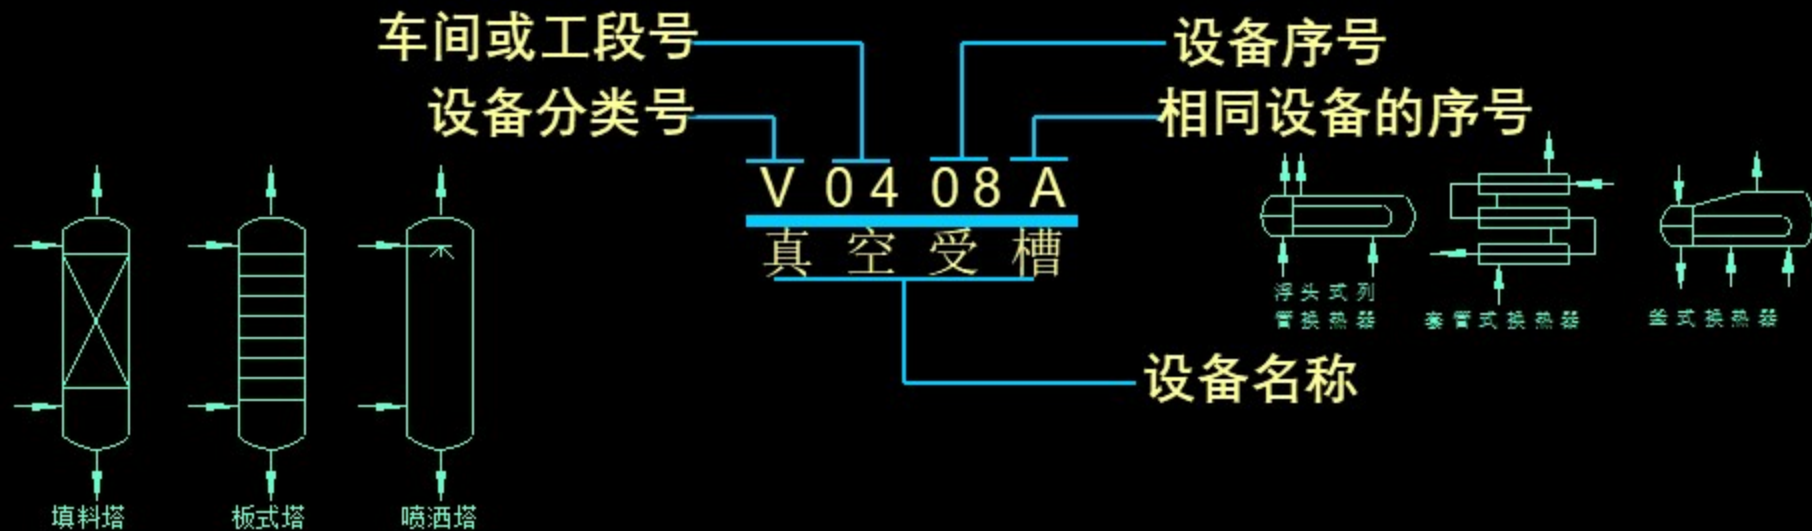 车间或工段号
设备序号
设备分类号
相同设备的序号
V 04 08 A
真空受槽
浮头式列
管换热器
套管式换热器
釜式换热器
设备名称
填料塔
板式塔
喷洒塔